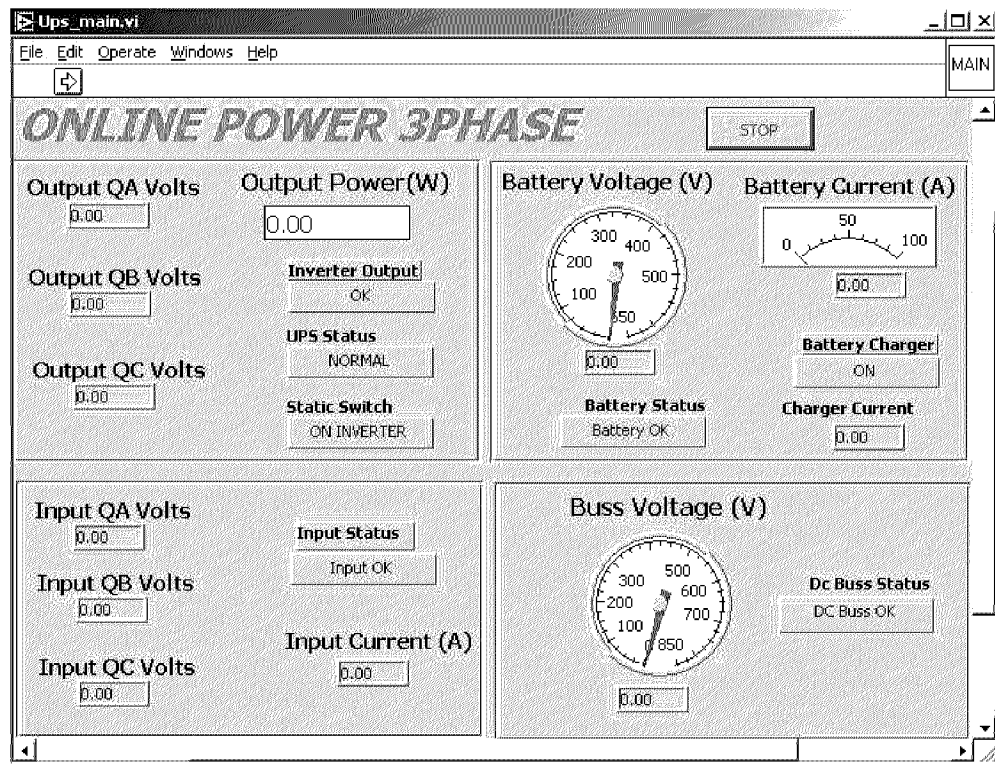 Ups_main.vi
File Edit Operate Windows Help
MAIN
ONLINE POWER 3PHASE
STOP
Output QA Volts
0.00
Output Power(W)
0.00
Output QB Volts
0.00
Inverter Output
OK
UPS Status
NORMAL
Output QC Volts
0.00
Static Switch
ON INVERTER
Battery Voltage (V)
100
200
300
400
500
0.00
Battery Current (A)
0
50
100
0.00
Battery Charger
ON
Battery Status
Battery OK
Charger Current
0.00
Input QA Volts
0.00
Input Status
Input OK
Input QB Volts
0.00
Input Current (A)
0.00
Input QC Volts
0.00
Buss Voltage (V)
0
100
200
300
500
600
700
850
0.00
Dc Buss Status
DC Buss OK